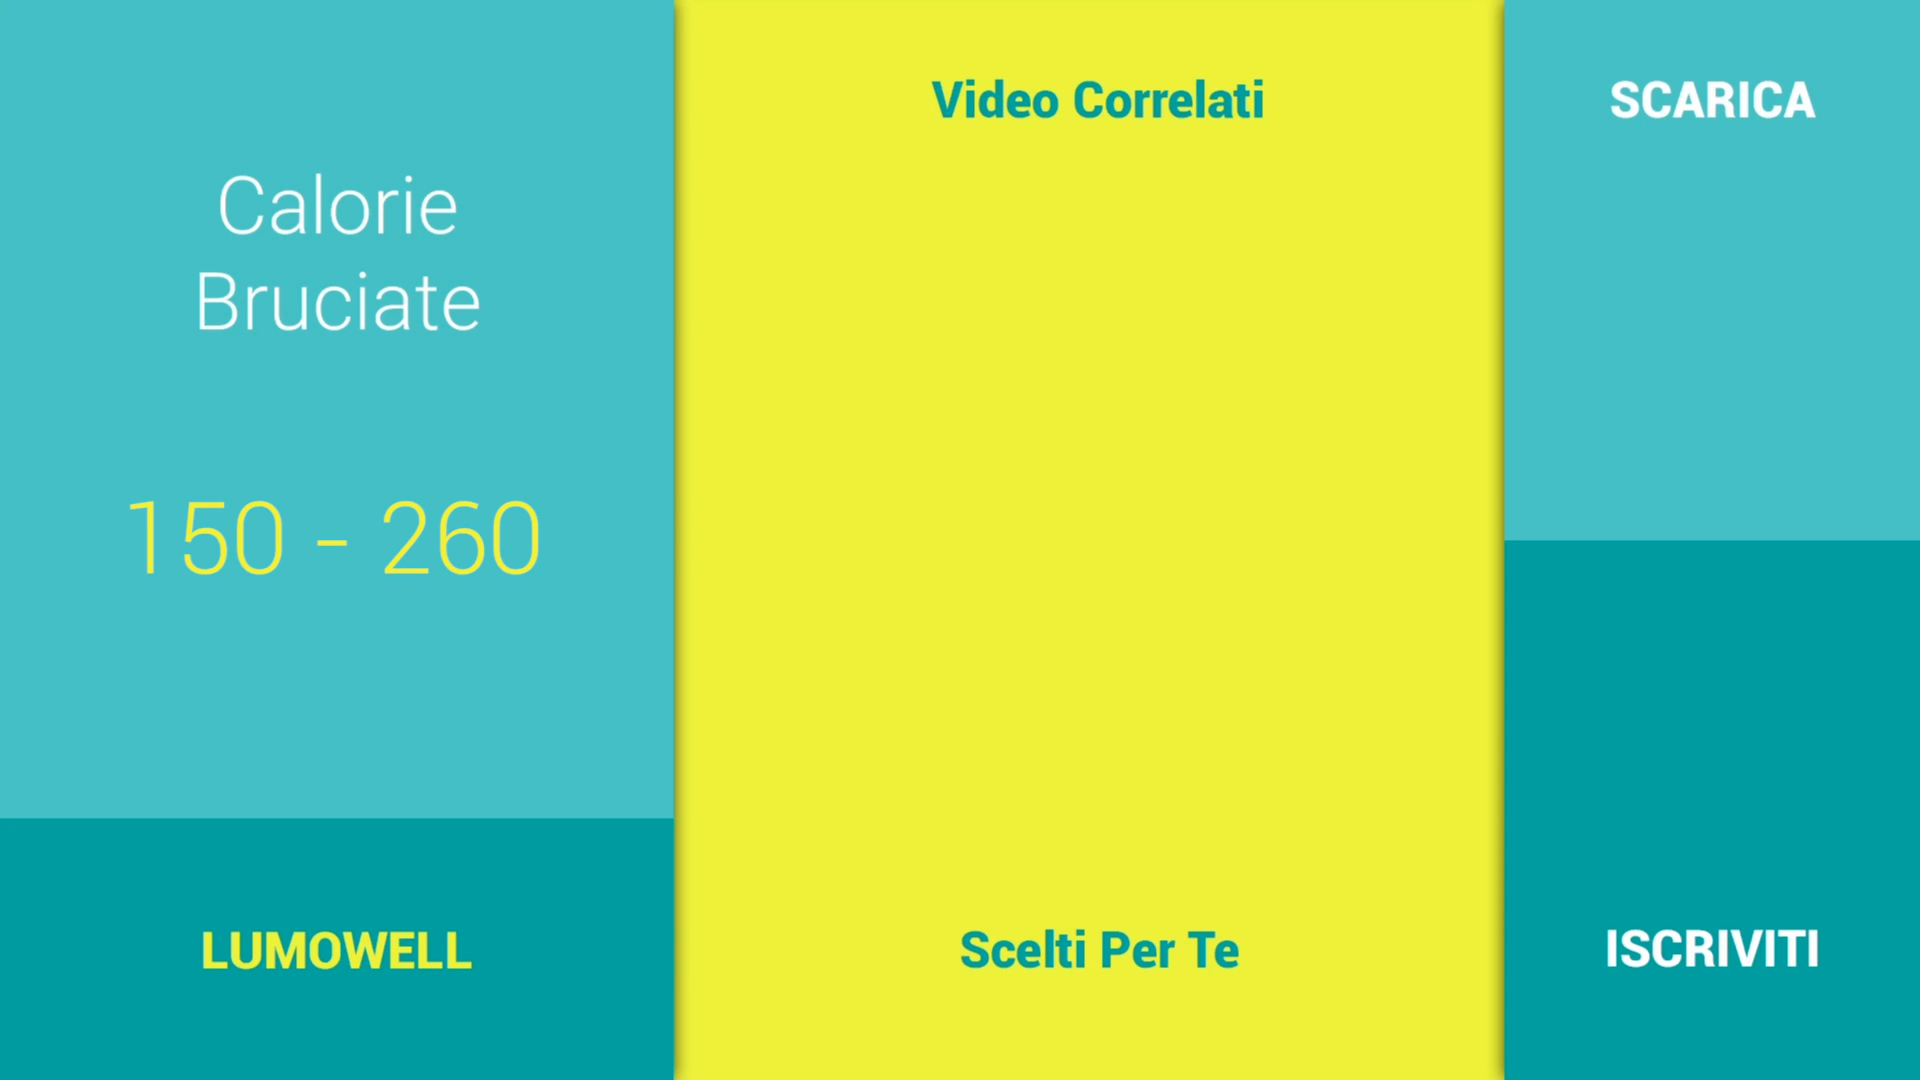 Calorie
Bruciate
150 - 260
LUMOWELL
Video Correlati
Scelti Per Te
SCARICA
ISCRIVITI